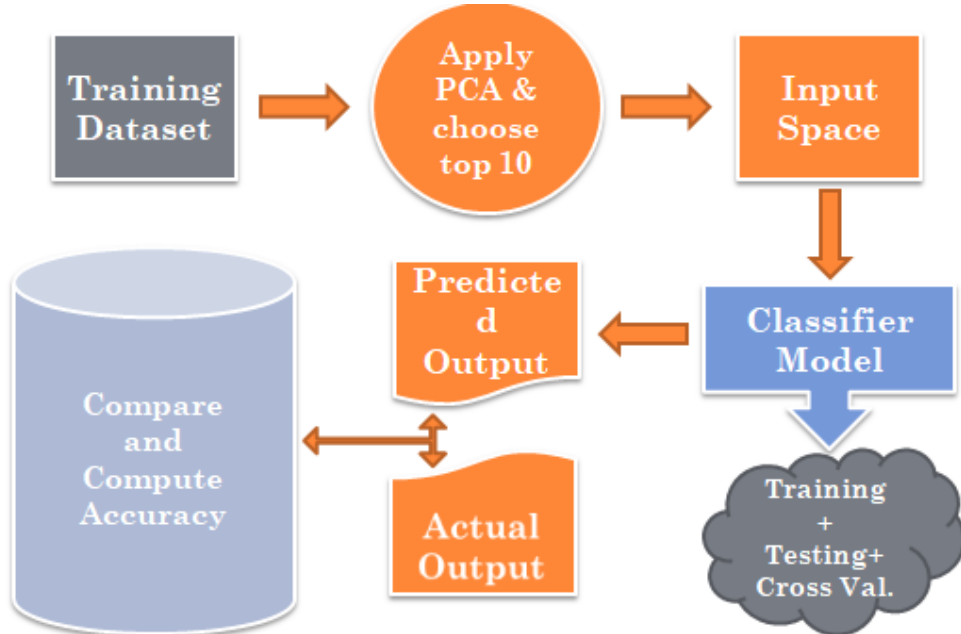 Training
Dataset
Apply
PCA &
choose
top 10
Input
Space
Classifier
Model
Training
+
Testing+
Cross Val.
Predicte
d
Output
Actual
Output
Compare
and
Compute
Accuracy